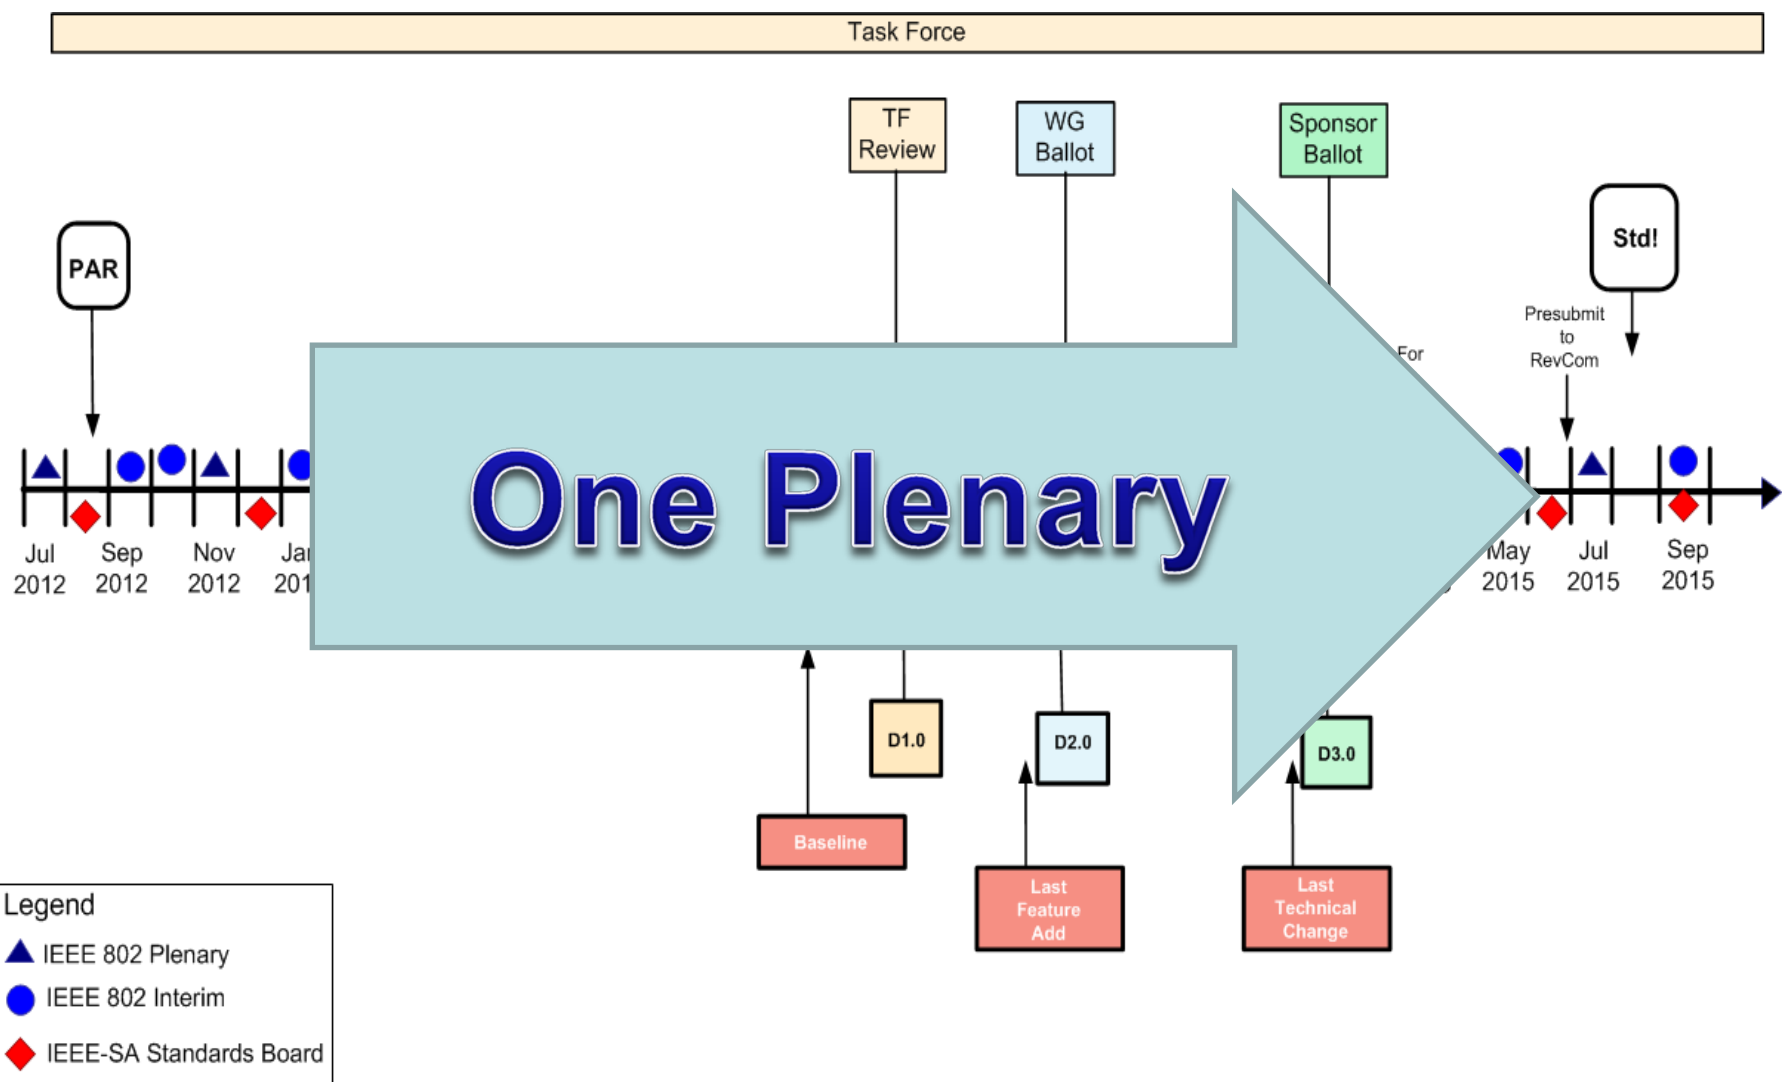 Task Force
TF
Review
WG
Ballot
Sponsor
Ballot
PAR
Std!
Presubmit
to
RevCom
For
One Plenary
Jul
2012
Sep
2012
Nov
2012
May
2015
Jul
2015
Sep
2015
D1.0
D2.0
D3.0
Baseline
Last
Feature
Add
Last
Technical
Change
Legend
IEEE 802 Plenary
IEEE 802 Interim
IEEE-SA Standards Board